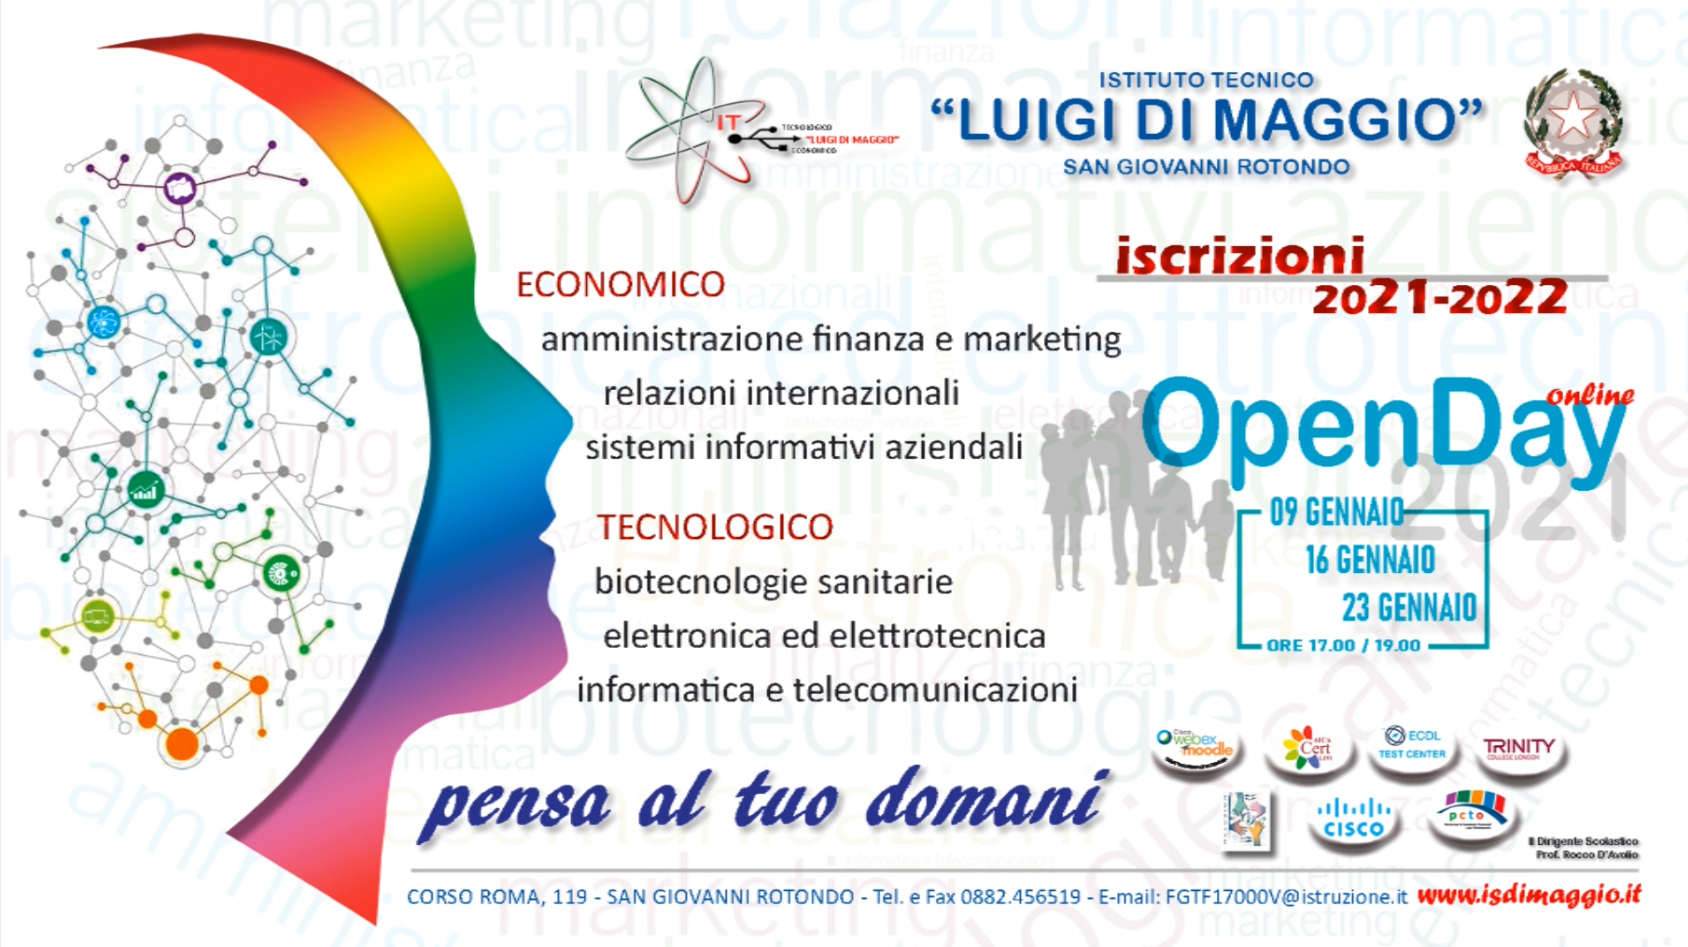 IT
TECNOLOGICO
"LUIGI DI MAGGIO"
ECONOMICO
ISTITUTO TECNICO
“LUIGI DI MAGGIO”
SAN GIOVANNI ROTONDO
REPVBBLICA ITALIANA
iscrizioni
2021-2022
ECONOMICO
amministrazione finanza e marketing
relazioni internazionali
sistemi informativi aziendali
TECNOLOGICO
biotecnologie sanitarie
elettronica ed elettrotecnica
informatica e telecomunicazioni
online
OpenDay
2021
09 GENNAIO
16 GENNAIO
23 GENNAIO
ORE 17.00 / 19.00
pensa al tuo domani
Cisco
webex
moodle
Cert
ECDL
TEST CENTER
TRINITY
COLLEGE LONDON
CISCO
pcto
Il Dirigente Scolastico
Prof. Rocco D'Avolio
CORSO ROMA, 119 - SAN GIOVANNI ROTONDO - Tel. e Fax 0882.456519 - E-mail: FGTF17000V@istruzione.it www.isdimaggio.it